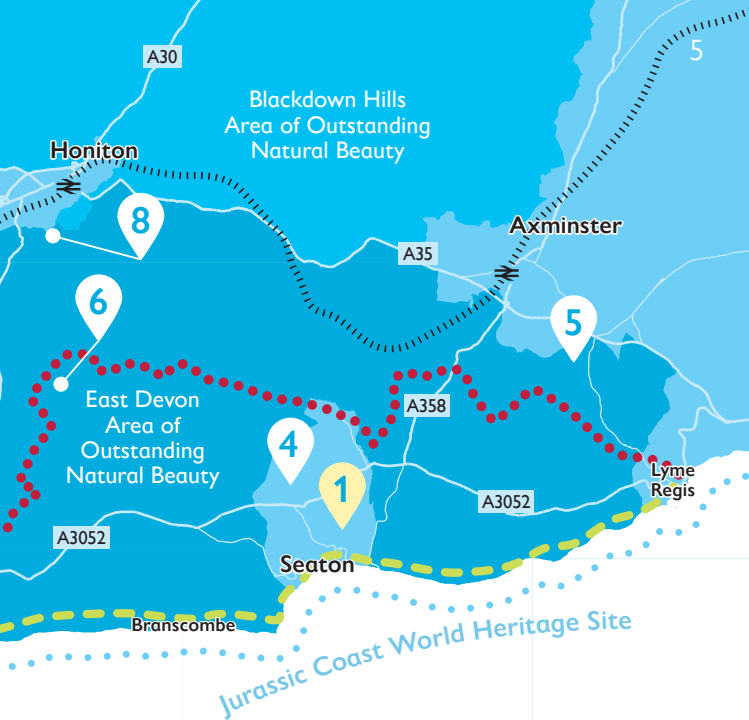 A30
5
Blackdown Hills
Area of Outstanding
Natural Beauty
Honiton
8
Axminster
A35
6
5
East Devon
Area of
Outstanding
Natural Beauty
A358
4
1
Lyme
Regis
A3052
A3052
Seaton
Branscombe
Jurassic Coast World Heritage Site